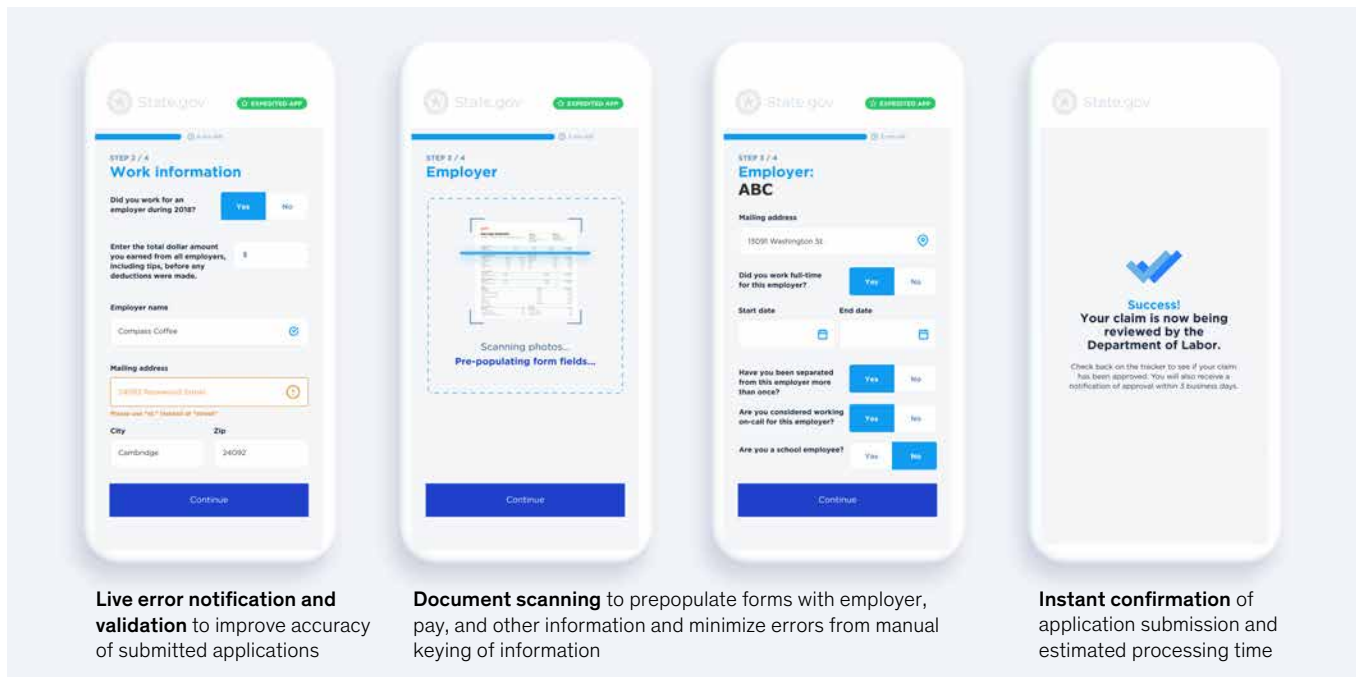 State.gov
EXPEDITED APP
STEP 2 / 4
Work information
Did you work for an
employer during 2018?
Yes
No
Enter the total dollar amount
you earned from all employers,
including tips, before any
deductions were made.
$
Employer name
Compass Coffee
Mailing address
Please use "st." instead of "street"
City
Zip
Cambridge
24092
Continue
State.gov
EXPEDITED APP
STEP 3 / 4
Employer
Scanning photos...
Pre-populating form fields...
Continue
State.gov
EXPEDITED APP
STEP 3 / 4
Employer:
ABC
Mailing address
15091 Washington St
Did you work full-time
for this employer?
Yes
No
Start date
End date
Have you been separated
from this employer more
than once?
Yes
No
Are you considered working
on-call for this employer?
Yes
No
Are you a school employee?
Yes
No
Continue
State.gov
Success!
Your claim is now being
reviewed by the
Department of Labor.
Check back on the tracker to see if your claim
has been approved. You will also receive a
notification of approval within 3 business days.
Live error notification and
validation to improve accuracy
of submitted applications
Document scanning to prepopulate forms with employer,
pay, and other information and minimize errors from manual
keying of information
Instant confirmation of
application submission and
estimated processing time